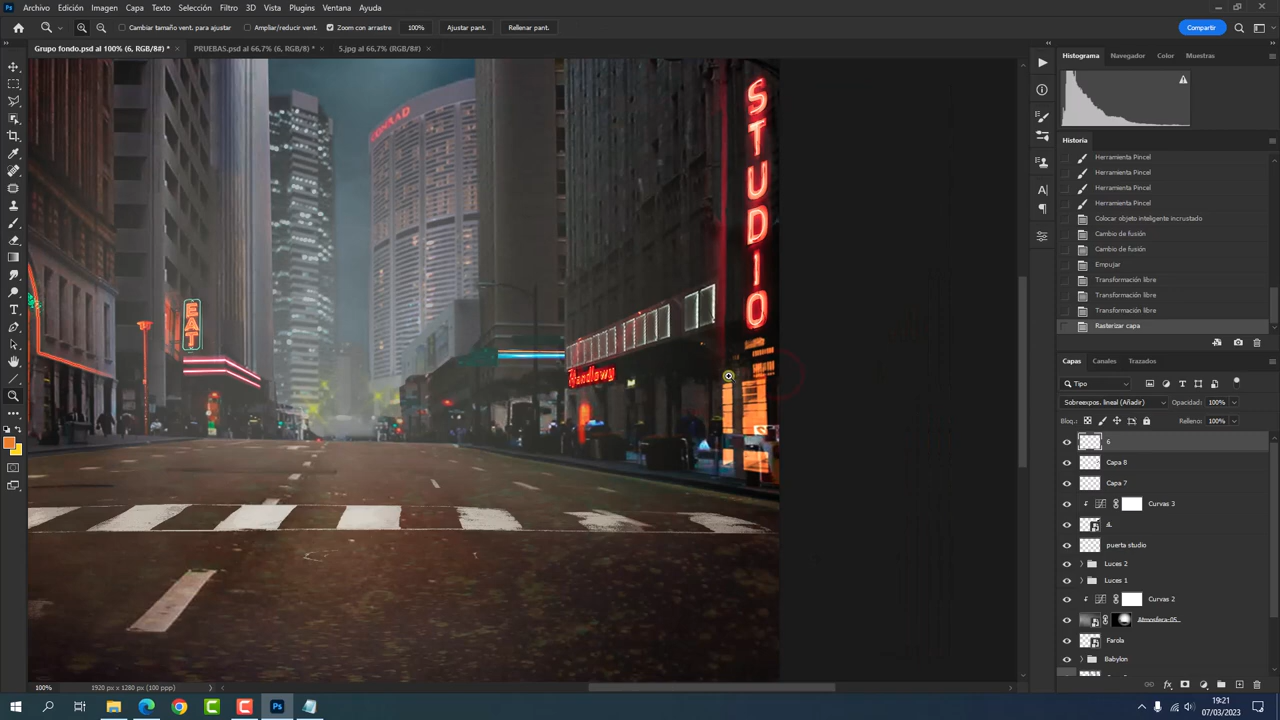 Archivo Edición Imagen Capa Texto Selección Filtro 3D Vista Plugins Ventana Ayuda
Cambiar tamaño vent. para ajustar Ampliar/reducir vent. Zoom con arrastre 100% Ajustar pant. Rellenar pant. Compartir
Grupo fondo.psd al 100% (6, RGB/8#) * × PRUEBAS.psd al 66,7% (RGB/8) * × 5.jpg al 66,7% (RGB/8#) ×
Histograma Navegador Color Muestras
Historia
Herramienta Pincel
Herramienta Pincel
Herramienta Pincel
Herramienta Pincel
Colocar objeto inteligente incrustado
Cambio de fusión
Cambio de fusión
Empujar
Transformación libre
Transformación libre
Transformación libre
Rasterizar capa
Capas Canales Trazados
Tipo
Sobreexpos. lineal (Añadir) Opacidad: 100%
Bloq.: Relleno: 100%
6
Capa 8
Capa 7
Curvas 3
puerta studio
Luces 2
Luces 1
Curvas 2
Atmosfera-05
Farola
Babylon
CONRAD
STUDIO
EAT
100% 1920 px x 1280 px (100 ppp)
19:21
07/03/2023